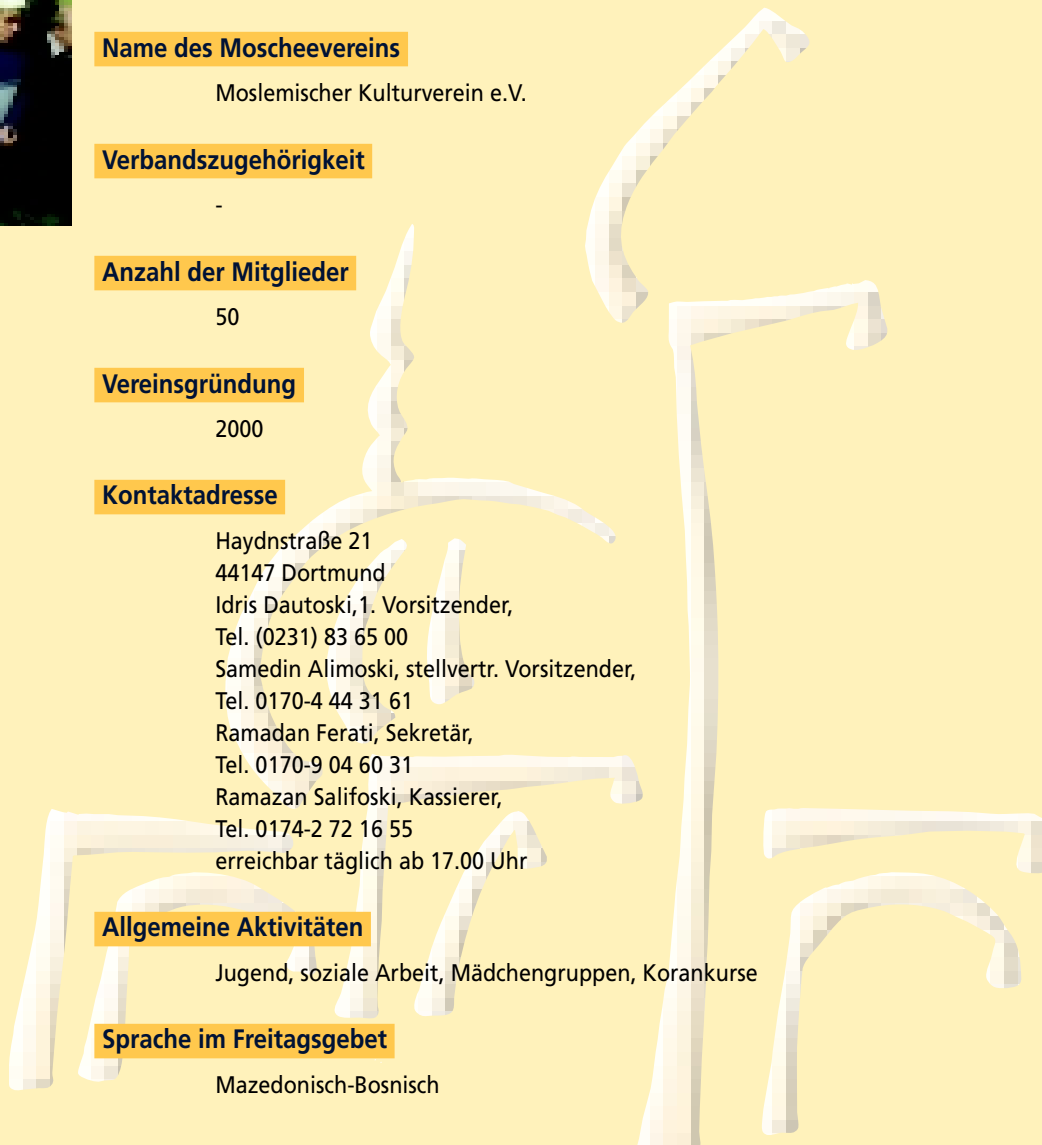 Name des Moscheevereins
Moslemischer Kulturverein e.V.
Verbandszugehörigkeit
-
Anzahl der Mitglieder
50
Vereinsgründung
2000
Kontaktadresse
Haydnstraße 21
44147 Dortmund
Idris Dautoski,1. Vorsitzender,
Tel. (0231) 83 65 00
Samedin Alimoski, stellvertr. Vorsitzender,
Tel. 0170-4 44 31 61
Ramadan Ferati, Sekretär,
Tel. 0170-9 04 60 31
Ramazan Salifoski, Kassierer,
Tel. 0174-2 72 16 55
erreichbar täglich ab 17.00 Uhr
Allgemeine Aktivitäten
Jugend, soziale Arbeit, Mädchengruppen, Korankurse
Sprache im Freitagsgebet
Mazedonisch-Bosnisch